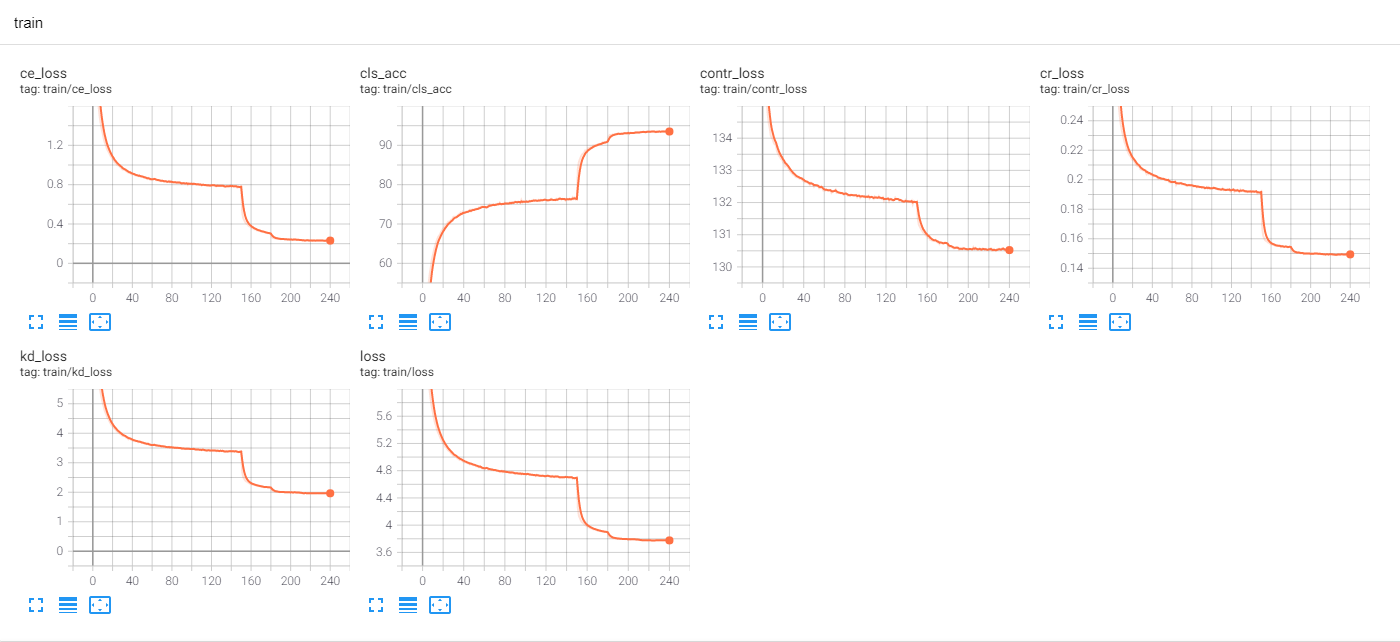 train
ce_loss
tag: train/ce_loss
1.2
0.8
0.4
0
0 40 80 120 160 200 240
cls_acc
tag: train/cls_acc
90
80
70
60
0 40 80 120 160 200 240
contr_loss
tag: train/contr_loss
134
133
132
131
130
0 40 80 120 160 200 240
cr_loss
tag: train/cr_loss
0.24
0.22
0.2
0.18
0.16
0.14
0 40 80 120 160 200 240
kd_loss
tag: train/kd_loss
5
4
3
2
1
0
0 40 80 120 160 200 240
loss
tag: train/loss
5.6
5.2
4.8
4.4
4
3.6
0 40 80 120 160 200 240